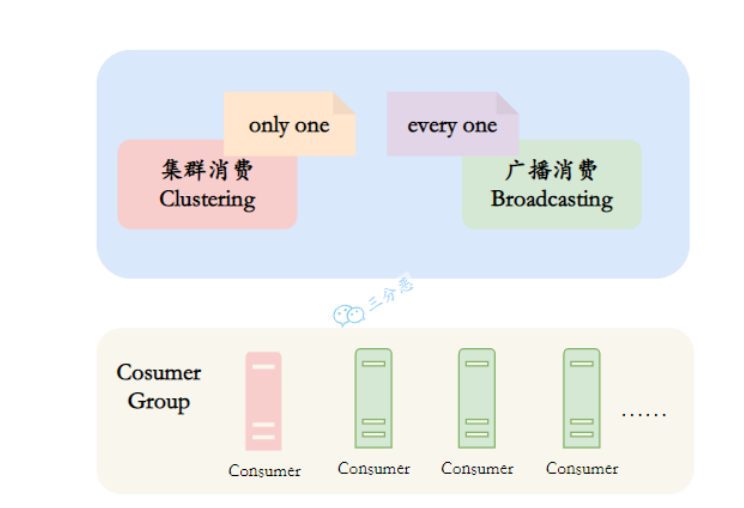 only one
every one
集群消费
Clustering
广播消费
Broadcasting
三分恶
Cosumer
Group
Consumer
Consumer
Consumer
Consumer
......